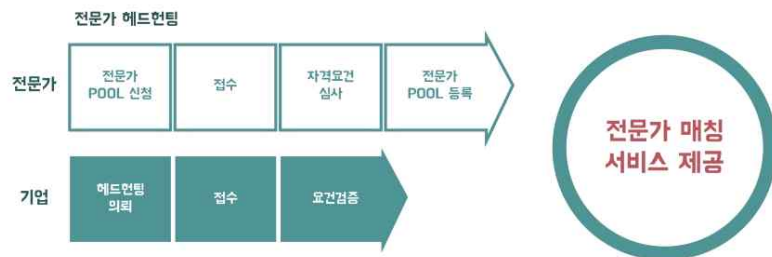 전문가 헤드헌팅
전문가
전문가
POOL 신청
접수
자격요건
심사
전문가
POOL 등록
기업
헤드헌팅
의뢰
접수
요건검증
전문가 매칭
서비스 제공